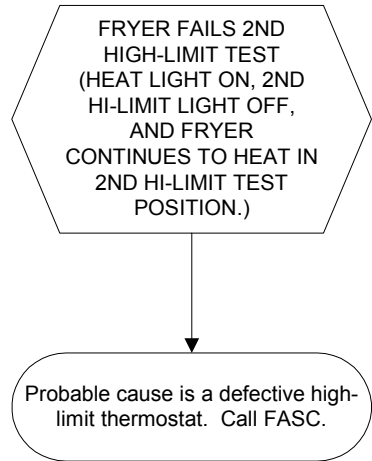 FRYER FAILS 2ND
HIGH-LIMIT TEST
(HEAT LIGHT ON, 2ND
HI-LIMIT LIGHT OFF,
AND FRYER
CONTINUES TO HEAT IN
2ND HI-LIMIT TEST
POSITION.)
Probable cause is a defective high-
limit thermostat.  Call FASC.